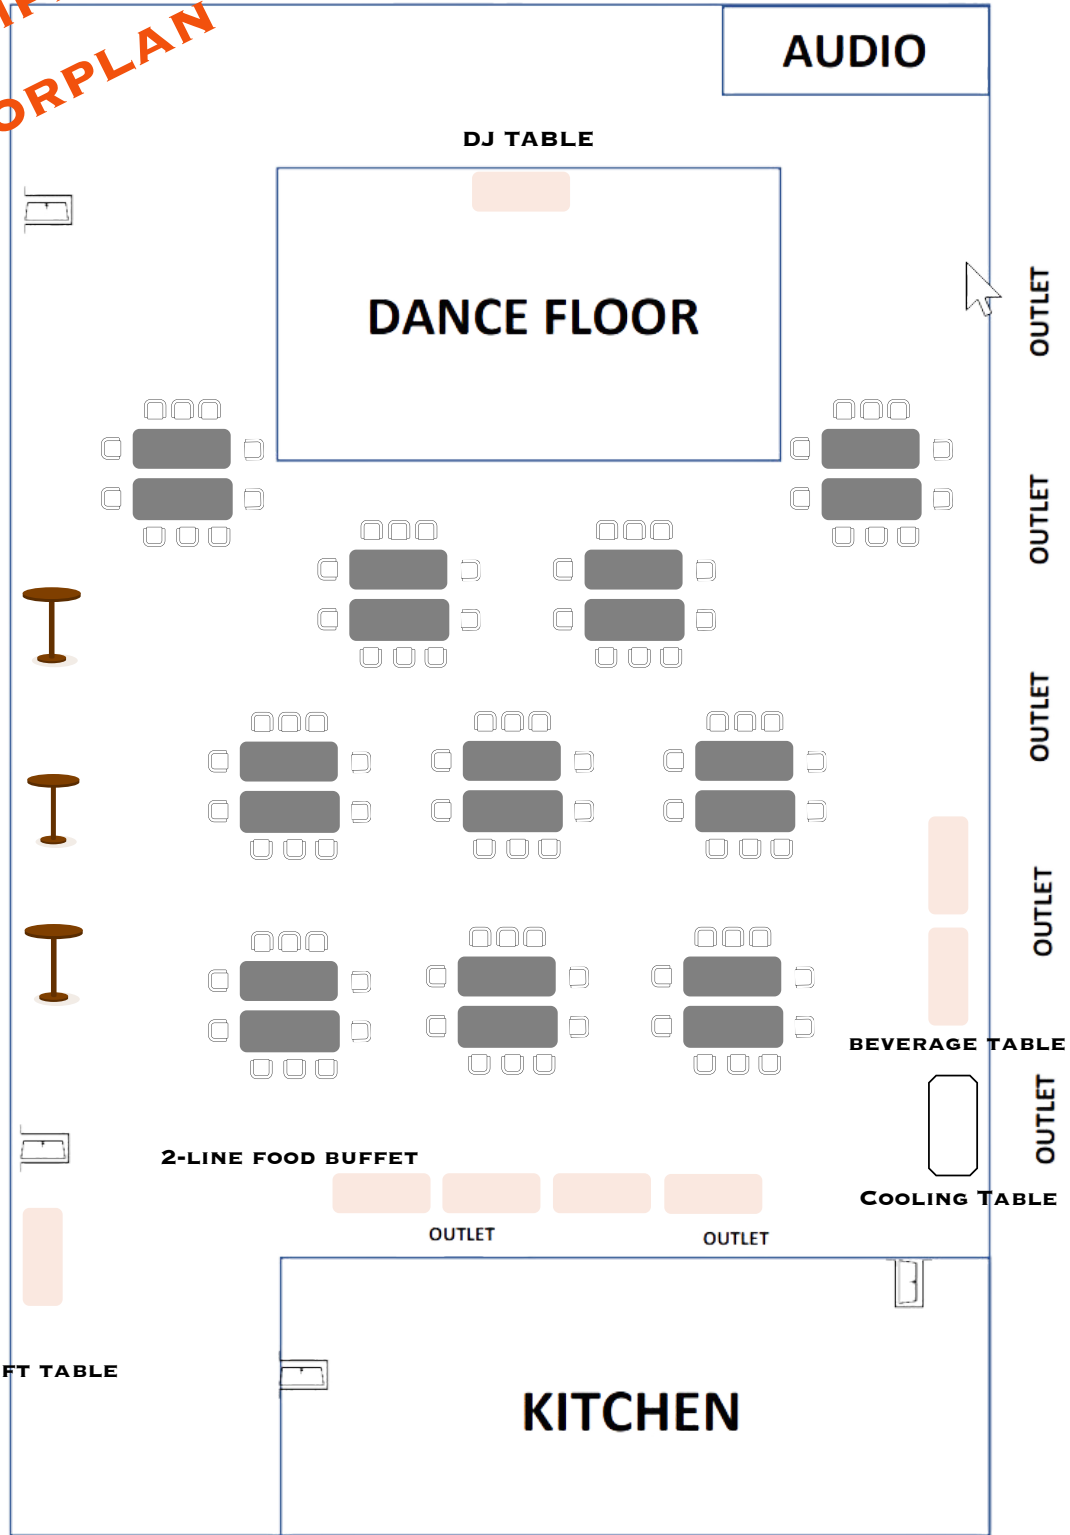 ORPLAN
AUDIO
DJ TABLE
DANCE FLOOR
OUTLET
OUTLET
OUTLET
OUTLET
BEVERAGE TABLE
OUTLET
2-LINE FOOD BUFFET
COOLING TABLE
OUTLET
OUTLET
FT TABLE
KITCHEN